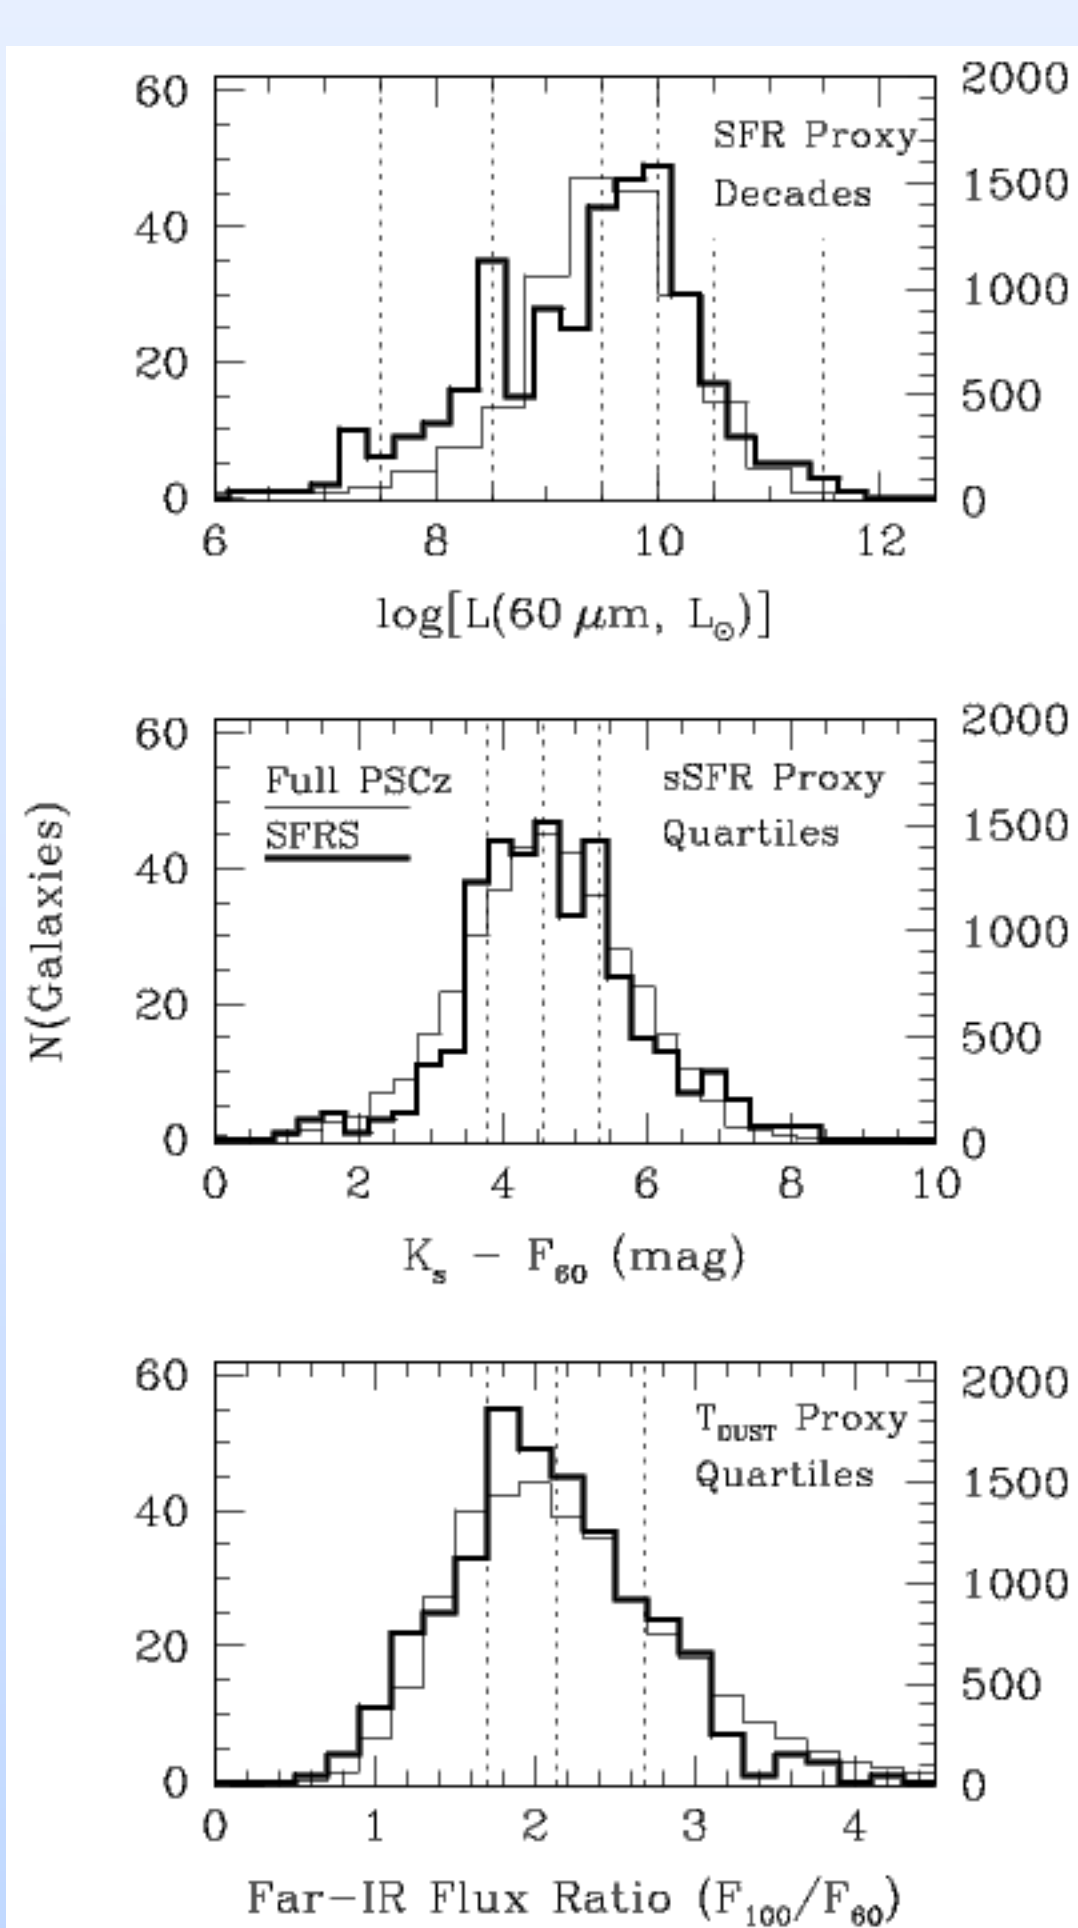 60
40
20
0
2000
1500
1000
500
0
SFR Proxy
Decades
6 8 10 12
log[L(60 μm, L⊙)]
N(Galaxies)
60
40
20
0
2000
1500
1000
500
0
Full PSCz
SFRS
sSFR Proxy
Quartiles
0 2 4 6 8 10
Kₛ − F₆₀ (mag)
60
40
20
0
2000
1500
1000
500
0
T_DUST Proxy
Quartiles
0 1 2 3 4
Far−IR Flux Ratio (F₁₀₀/F₆₀)